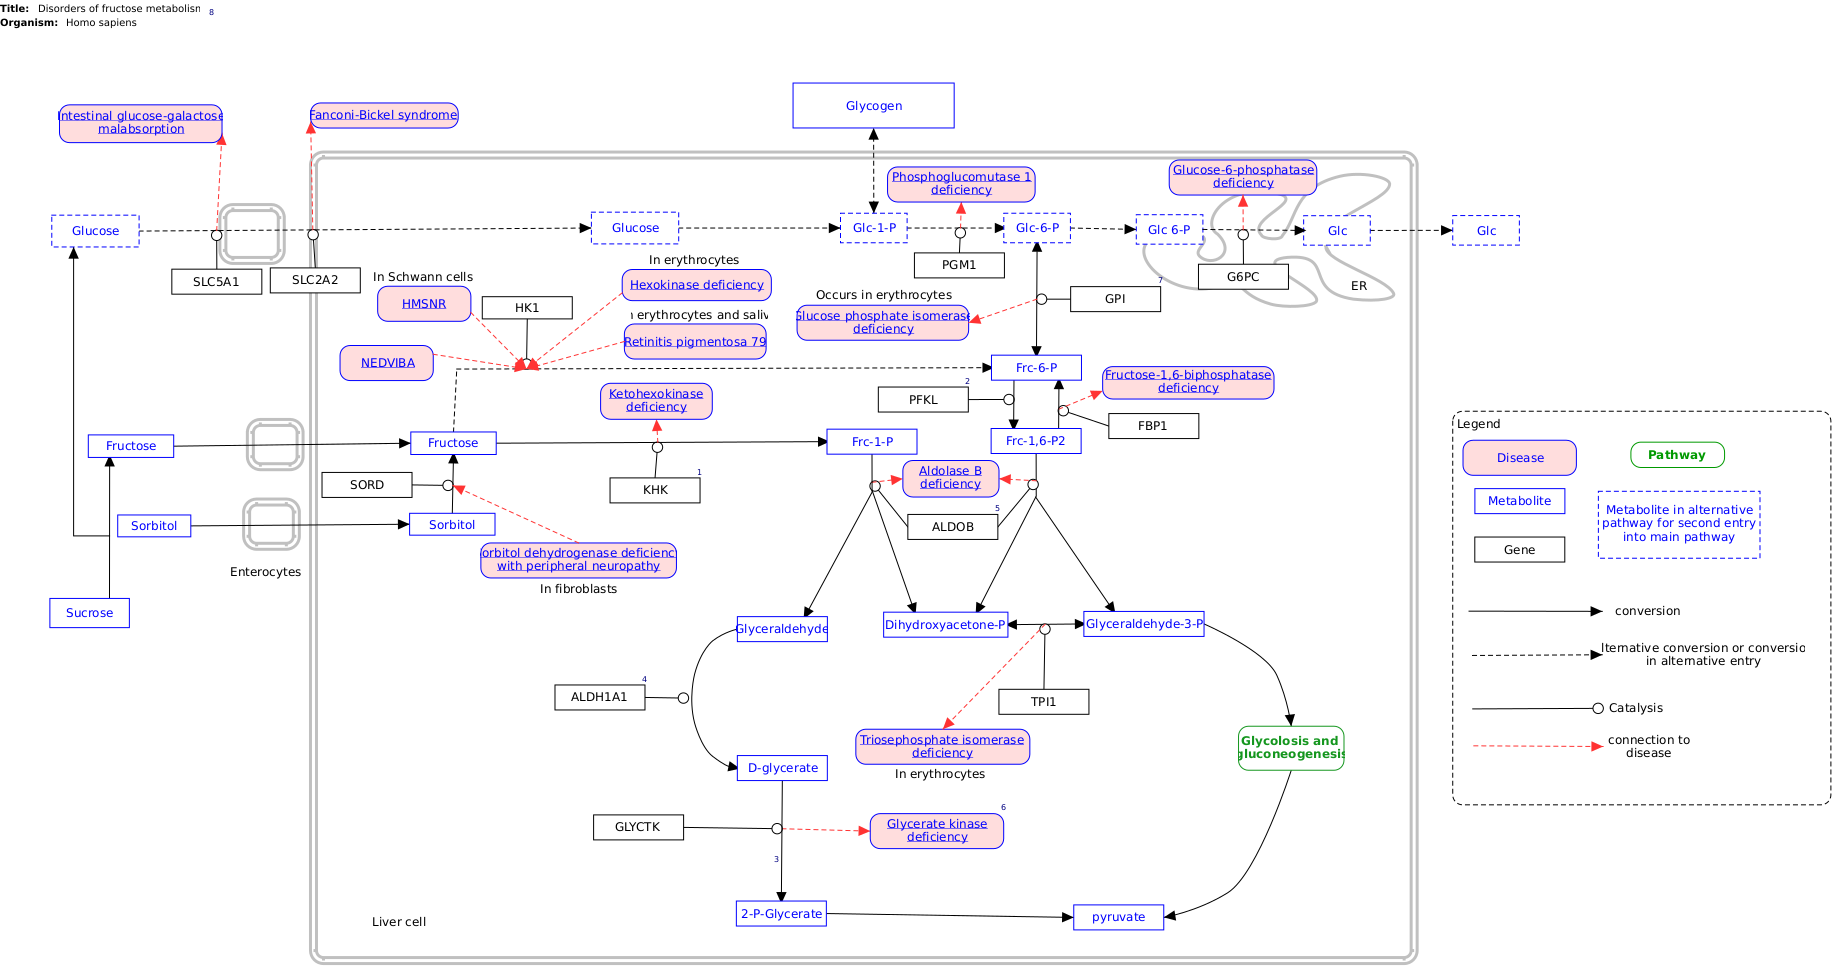 Title: Disorders of fructose metabolism 8
Organism: Homo sapiens
Intestinal glucose-galactose
malabsorption
Fanconi-Bickel syndrome
Glycogen
Phosphoglucomutase 1
deficiency
Glucose-6-phosphatase
deficiency
Glucose
Glucose
Glc-1-P
Glc-6-P
Glc 6-P
Glc
Glc
SLC5A1
SLC2A2
PGM1
G6PC
ER
In Schwann cells
HMSNR
HK1
In erythrocytes
Hexokinase deficiency
n erythrocytes and saliv
Retinitis pigmentosa 79
NEDVIBA
Occurs in erythrocytes
Glucose phosphate isomerase
deficiency
GPI
7
Frc-6-P
Fructose-1,6-biphosphatase
deficiency
PFKL
2
FBP1
Ketohexokinase
deficiency
Fructose
Fructose
Frc-1-P
Frc-1,6-P2
KHK
1
SORD
Aldolase B
deficiency
ALDOB
5
Sorbitol
Sorbitol
orbitol dehydrogenase deficienc
with peripheral neuropathy
In fibroblasts
Enterocytes
Sucrose
Glyceraldehyde
Dihydroxyacetone-P
Glyceraldehyde-3-P
ALDH1A1
4
TPI1
Triosephosphate isomerase
deficiency
In erythrocytes
Glycolosis and
gluconeogenesis
D-glycerate
GLYCTK
Glycerate kinase
deficiency
6
3
2-P-Glycerate
pyruvate
Liver cell
Legend
Disease
Pathway
Metabolite
Metabolite in alternative
pathway for second entry
into main pathway
Gene
conversion
lternative conversion or conversio
in alternative entry
Catalysis
connection to
disease